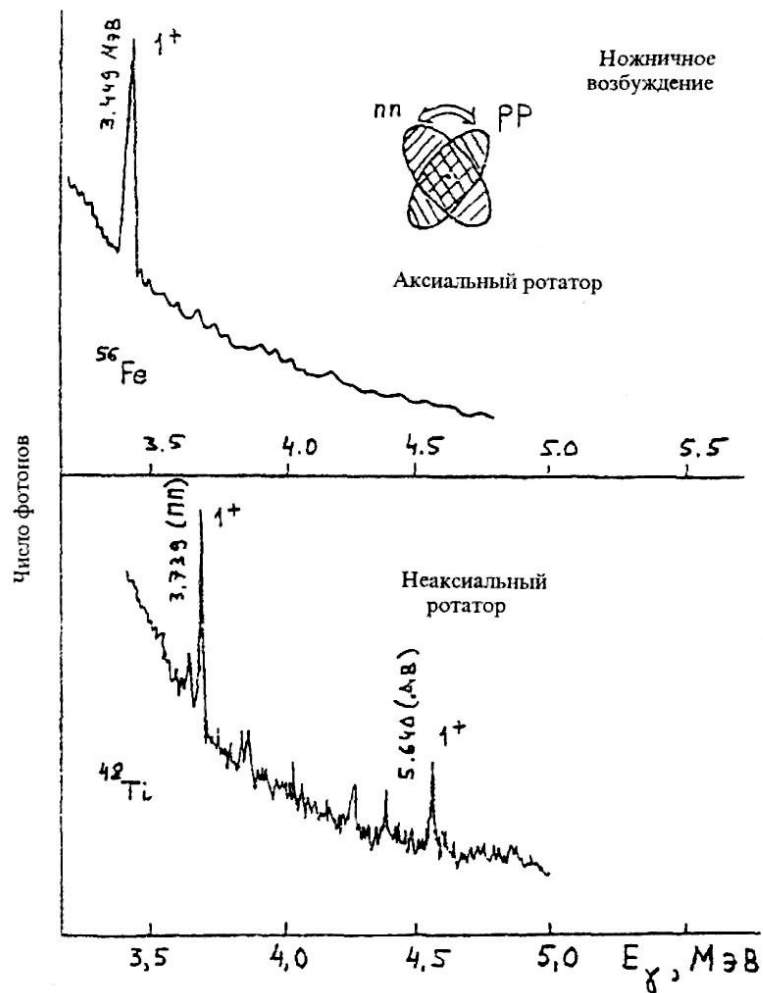 3.449 МэВ
1+
Ножничное
возбуждение
nn
PP
Аксиальный ротатор
56Fe
3.5 4.0 4.5 5.0 5.5
Число фотонов
3.739 (ПП)
1+
Неаксиальный
ротатор
5.640 (ДВ)
1+
48Ti
3,5 4,0 4,5 5,0 Eγ, МэВ